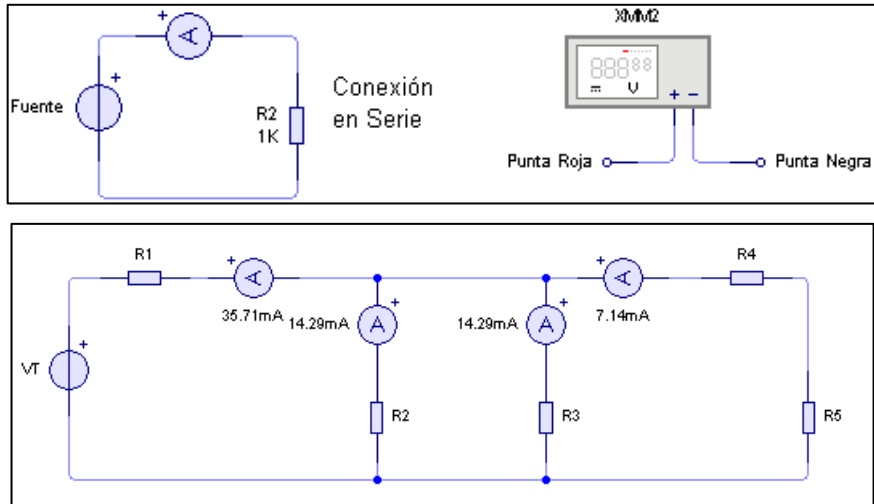 XMM2
+
A
88888
V
+ -
Fuente
+
R2
1K
Conexión
en Serie
Punta Roja
Punta Negra
R1
+
A
35.71mA
+
A
14.29mA
+
A
14.29mA
+
A
7.14mA
R4
VT
+
R2
R3
R5